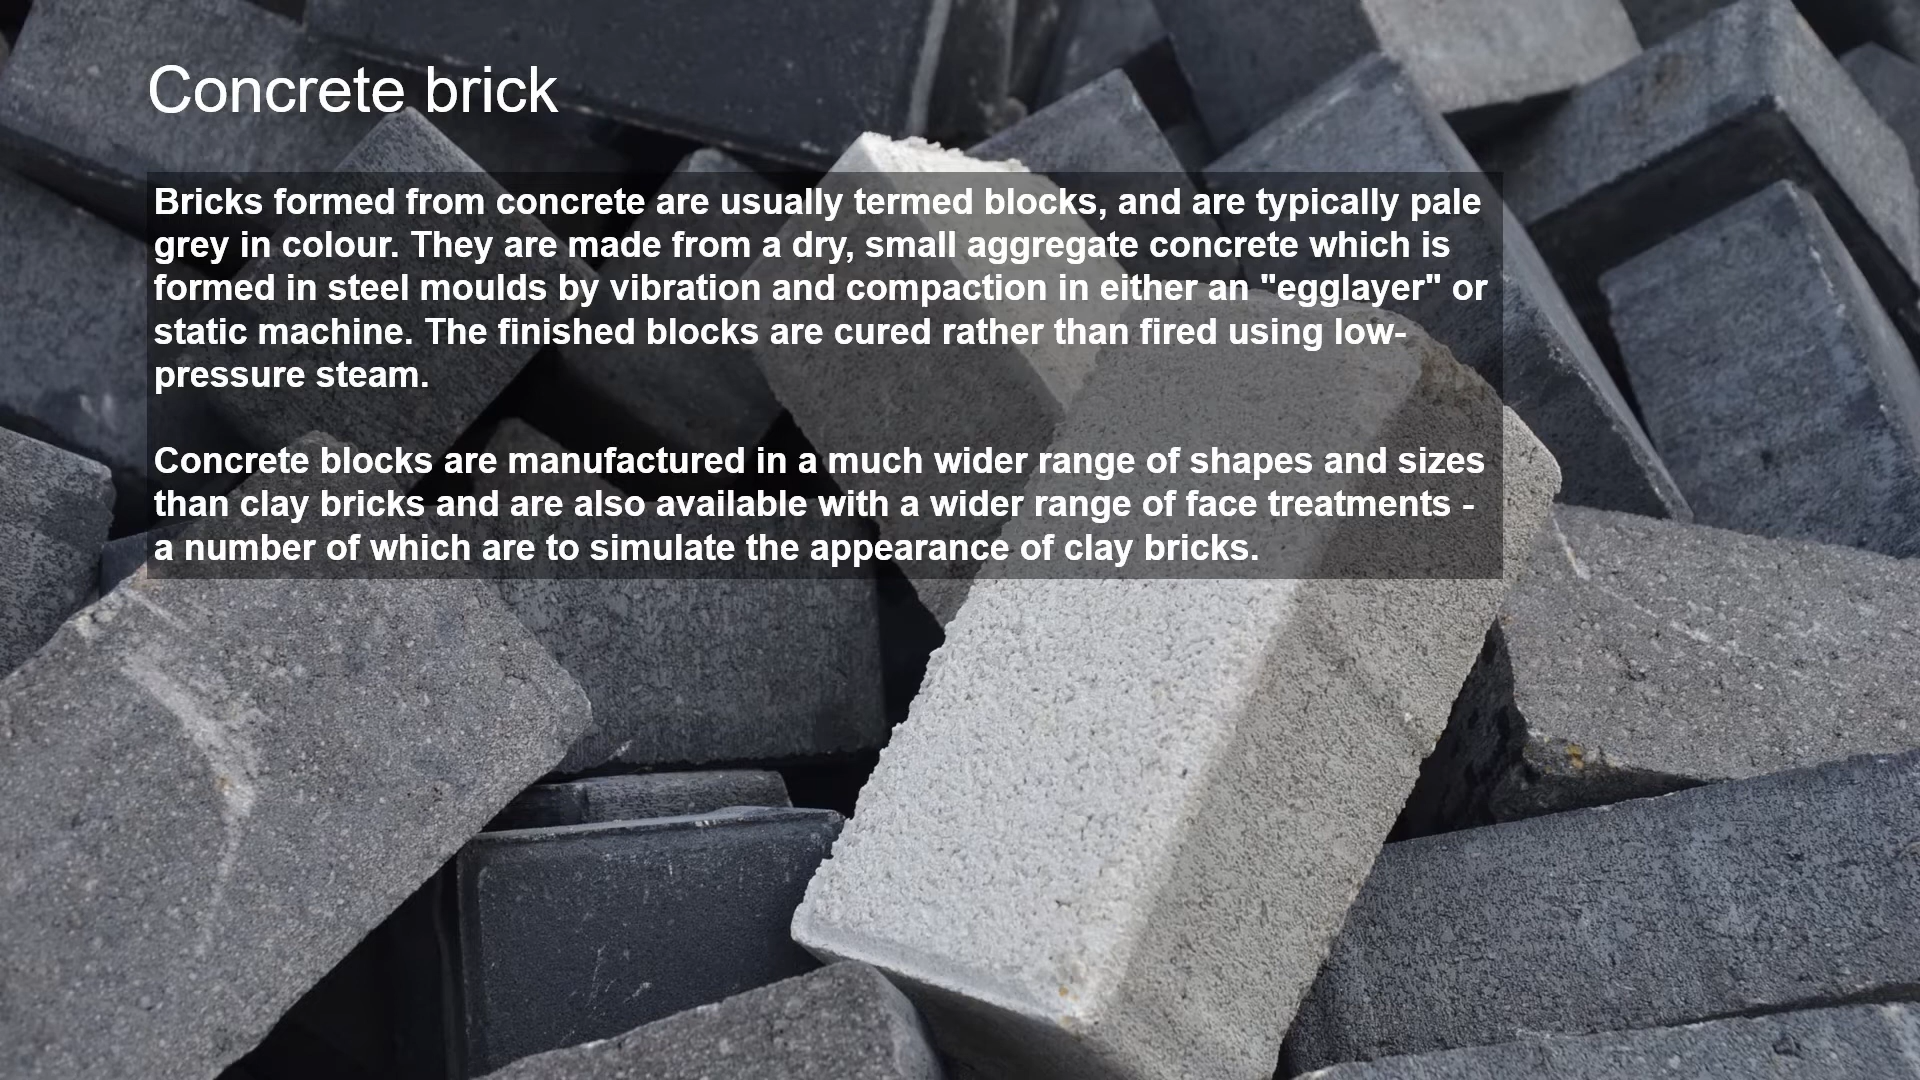 Concrete brick
Bricks formed from concrete are usually termed blocks, and are typically pale
grey in colour. They are made from a dry, small aggregate concrete which is
formed in steel moulds by vibration and compaction in either an "egglayer" or
static machine. The finished blocks are cured rather than fired using low-
pressure steam.
Concrete blocks are manufactured in a much wider range of shapes and sizes
than clay bricks and are also available with a wider range of face treatments -
a number of which are to simulate the appearance of clay bricks.